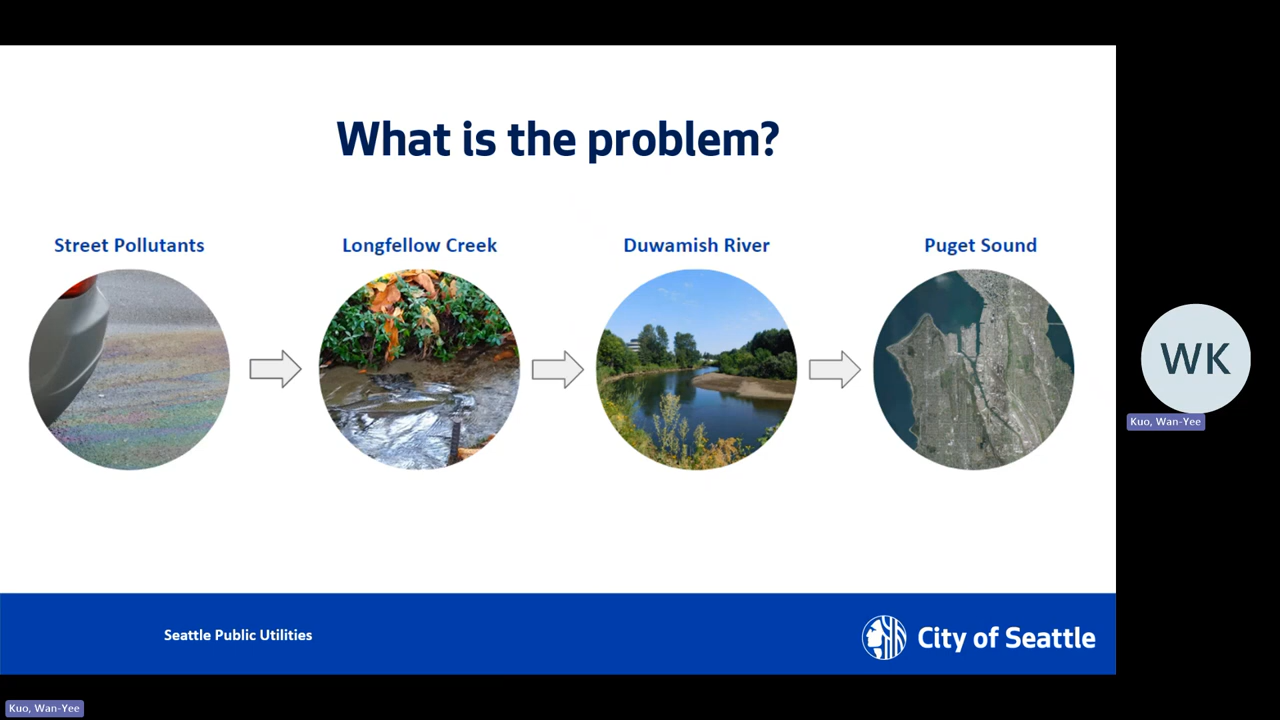 What is the problem?
Street Pollutants
Longfellow Creek
Duwamish River
Puget Sound
WK
Kuo, Wan-Yee
Seattle Public Utilities
City of Seattle
Kuo, Wan-Yee